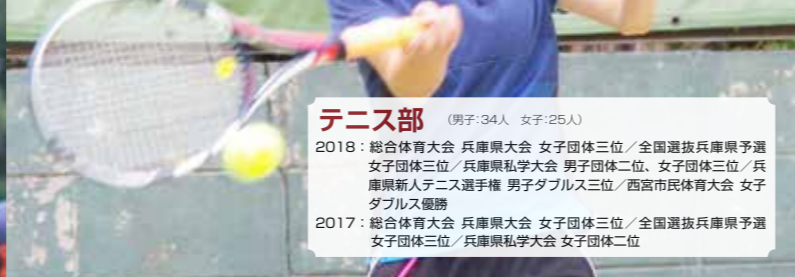 テニス部 （男子：34人　女子：25人）
2018：総合体育大会 兵庫県大会 女子団体三位／全国選抜兵庫県予選
女子団体三位／兵庫県私学大会 男子団体二位、女子団体三位／兵
庫県新人テニス選手権 男子ダブルス三位／西宮市民体育大会 女子
ダブルス優勝
2017：総合体育大会 兵庫県大会 女子団体三位／全国選抜兵庫県予選
女子団体三位／兵庫県私学大会 女子団体二位